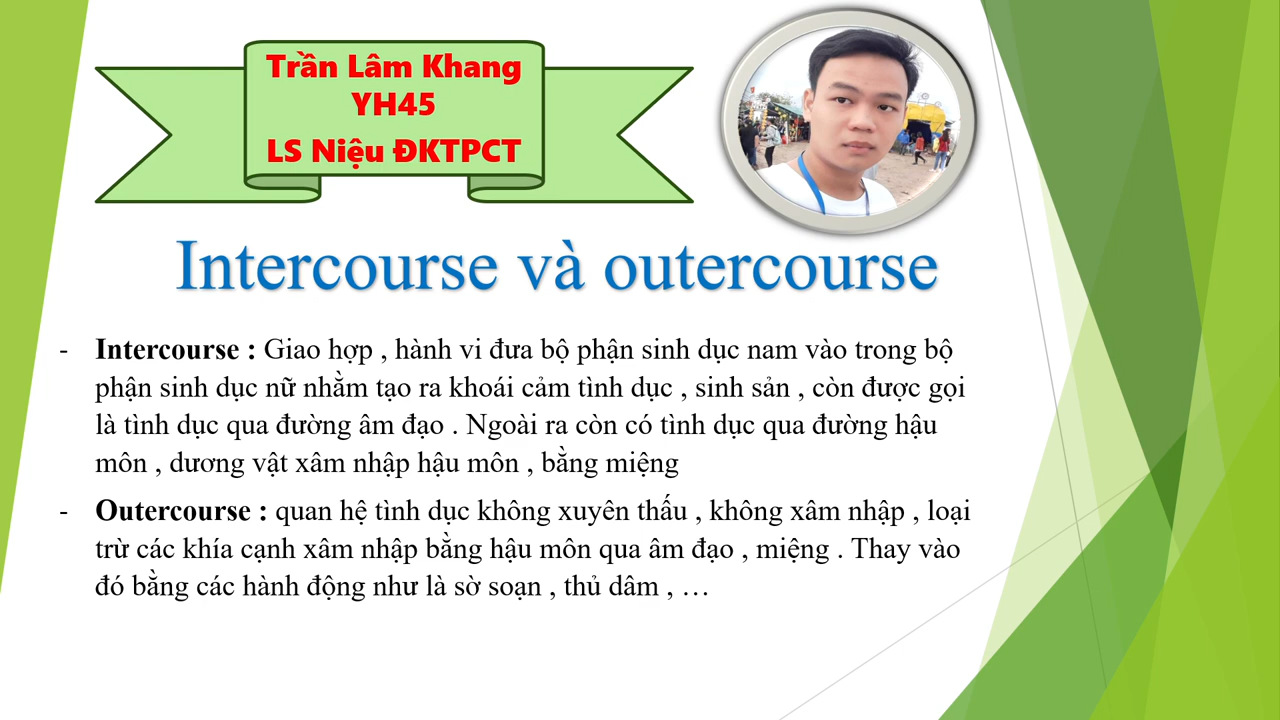 Trần Lâm Khang
YH45
LS Niệu ĐKTPCT
Intercourse và outercourse
- Intercourse : Giao hợp , hành vi đưa bộ phận sinh dục nam vào trong bộ
phận sinh dục nữ nhằm tạo ra khoái cảm tình dục , sinh sản , còn được gọi
là tình dục qua đường âm đạo . Ngoài ra còn có tình dục qua đường hậu
môn , dương vật xâm nhập hậu môn , bằng miệng
- Outercourse : quan hệ tình dục không xuyên thấu , không xâm nhập , loại
trừ các khía cạnh xâm nhập bằng hậu môn qua âm đạo , miệng . Thay vào
đó bằng các hành động như là sờ soạn , thủ dâm , …